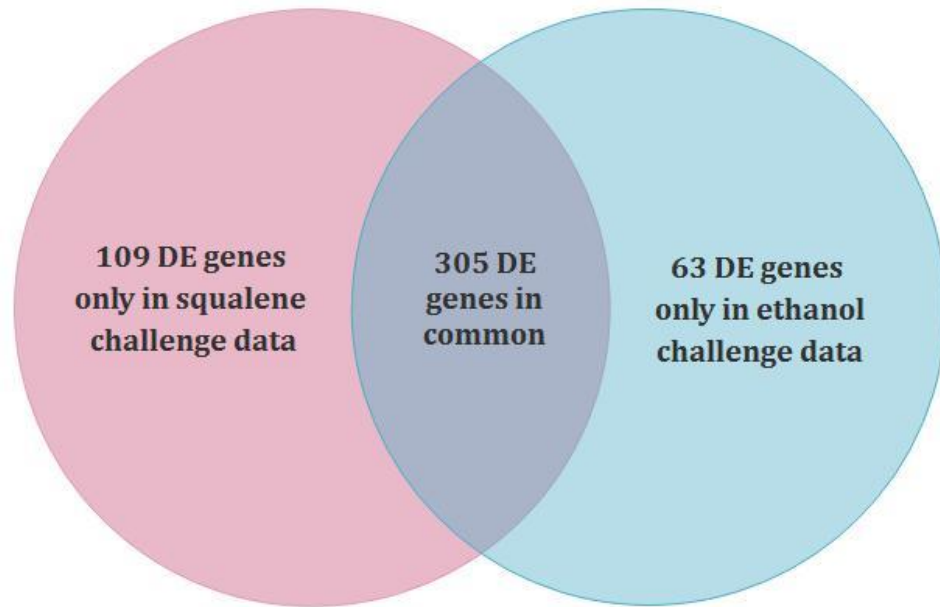 109 DE genes
only in squalene
challenge data
305 DE
genes in
common
63 DE genes
only in ethanol
challenge data